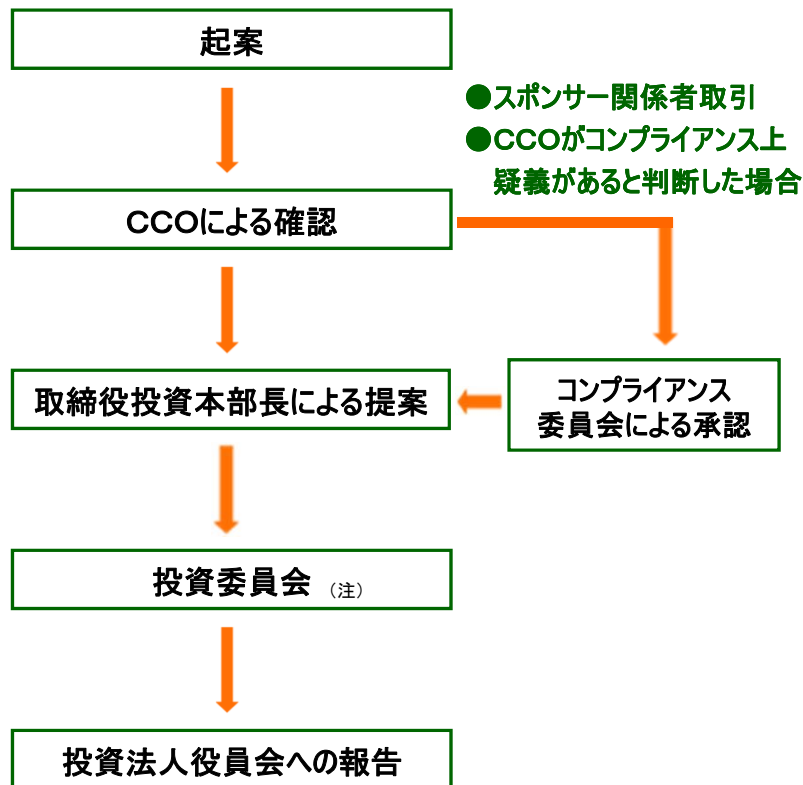 起案
●スポンサー関係者取引
●CCOがコンプライアンス上
疑義があると判断した場合
CCOによる確認
取締役投資本部長による提案
コンプライアンス
委員会による承認
投資委員会 (注)
投資法人役員会への報告